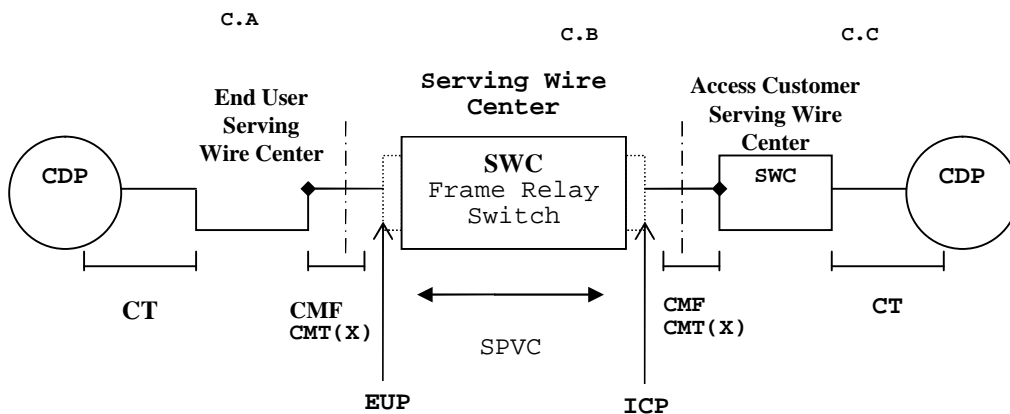 C.A
C.B
C.C
Serving Wire
Center
End User
Serving
Wire Center
Access Customer
Serving Wire
Center
CDP
SWC
Frame Relay
Switch
SWC
CDP
CT
CMF
CMT(X)
SPVC
CMF
CMT(X)
CT
EUP
ICP